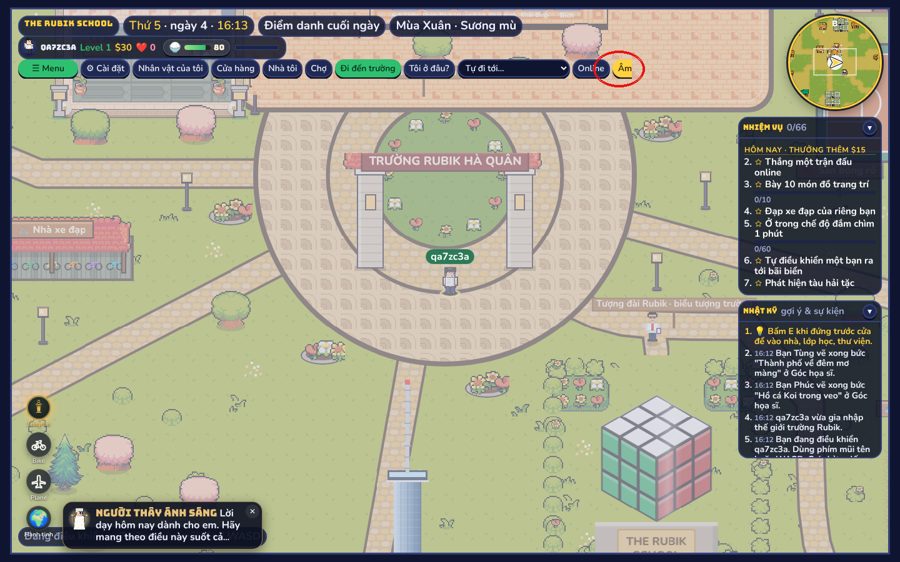 THE RUBIK SCHOOL
Thứ 5 · ngày 4 · 16:13
Điểm danh cuối ngày
Mùa Xuân · Sương mù
QA7ZC3A Level 1 $30 0
80
☰ Menu
Cài đặt
Nhân vật của tôi
Cửa hàng
Nhà tôi
Chợ
Đi đến trường
Tôi ở đâu?
Tự đi tới...
Online
Âm
TRƯỜNG RUBIK HÀ QUÂN
qa7zc3a
Nhà xe đạp
Tượng đài Rubik · biểu tượng trườ
NHIỆM VỤ 0/66
HÔM NAY · THƯỞNG THÊM $15
2. ☆ Thắng một trận đấu
online
3. ☆ Bày 10 món đồ trang trí
0/10
4. ☆ Đạp xe đạp của riêng bạn
5. ☆ Ở trong chế độ đắm chìm
1 phút
0/60
6. ☆ Tự điều khiển một bạn ra
tới bãi biển
7. ☆ Phát hiện tàu hải tặc
NHẬT KÝ gợi ý & sự kiện
1. 💡 Bấm E khi đứng trước cửa
để vào nhà, lớp học, thư viện.
2. 16:12 Bạn Tùng vẽ xong bức
"Thành phố về đêm mơ
màng" ở Góc họa sĩ.
3. 16:12 Bạn Phúc vẽ xong bức
"Hồ cá Koi trong veo" ở Góc
họa sĩ.
4. 16:12 qa7zc3a vừa gia nhập
thế giới trường Rubik.
5. 16:12 Bạn đang điều khiển
qa7zc3a. Dùng phím mũi tên
Bike
Plane
NGƯỜI THẦY ÁNH SÁNG Lời
dạy hôm nay dành cho em. Hãy
mang theo điều này suốt cả...
THE RUBIK